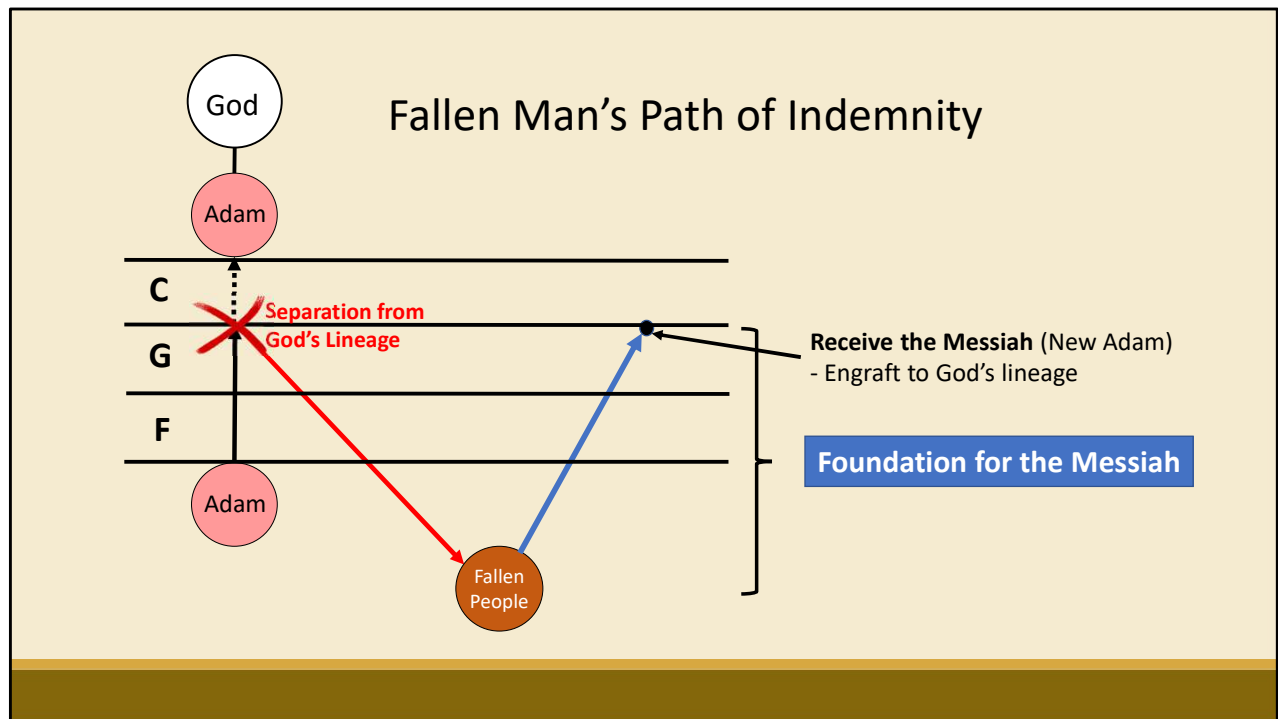 God
Fallen Man’s Path of Indemnity
Adam
C
Separation from
God’s Lineage
G
Receive the Messiah (New Adam)
- Engraft to God’s lineage
F
Foundation for the Messiah
Adam
Fallen
People